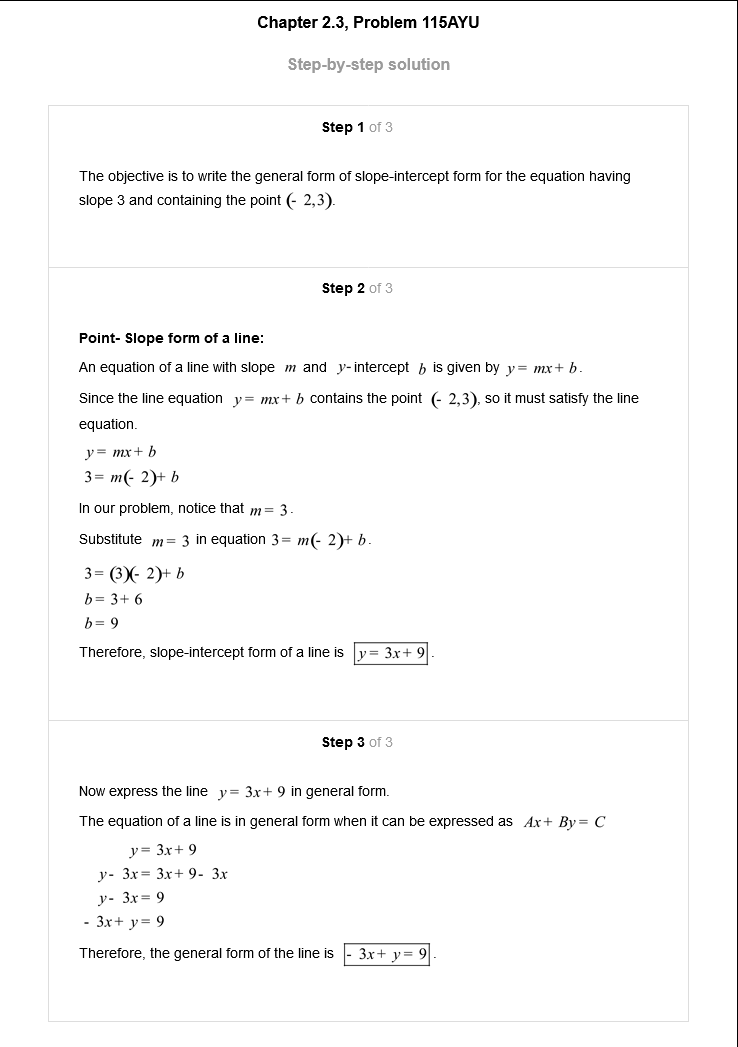 Chapter 2.3, Problem 115AYU
Step-by-step solution
Step 1 of 3
The objective is to write the general form of slope-intercept form for the equation having
slope 3 and containing the point (- 2,3).
Step 2 of 3
Point- Slope form of a line:
An equation of a line with slope m and y- intercept b is given by y = mx + b.
Since the line equation y = mx + b contains the point (- 2,3), so it must satisfy the line
equation.
y = mx + b
3 = m(- 2)+ b
In our problem, notice that m = 3.
Substitute m = 3 in equation 3 = m(- 2)+ b.
3 = (3)(- 2)+ b
b = 3 + 6
b = 9
Therefore, slope-intercept form of a line is y = 3x + 9.
Step 3 of 3
Now express the line y = 3x + 9 in general form.
The equation of a line is in general form when it can be expressed as Ax + By = C
y = 3x + 9
y - 3x = 3x + 9 - 3x
y - 3x = 9
- 3x + y = 9
Therefore, the general form of the line is - 3x + y = 9.